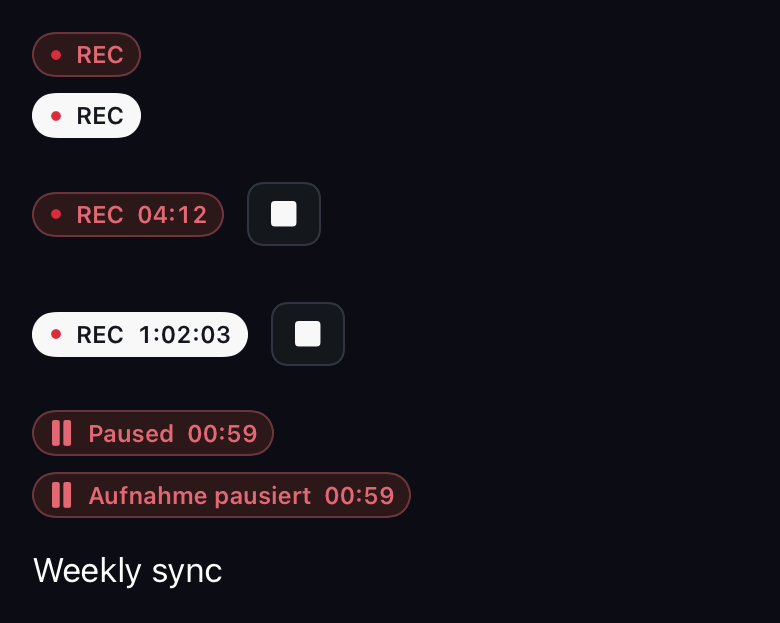 REC
REC
REC 04:12
REC 1:02:03
Paused 00:59
Aufnahme pausiert 00:59
Weekly sync